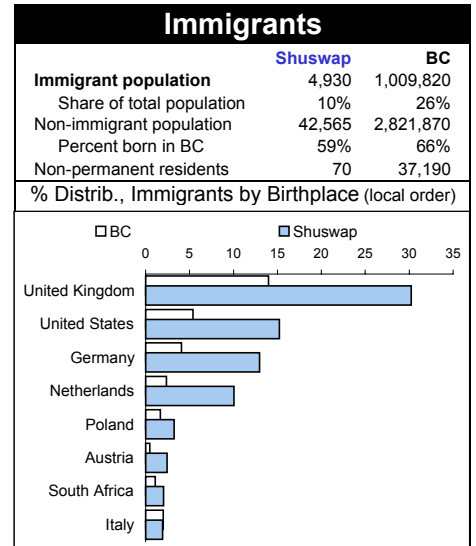 Immigrants
Shuswap BC
Immigrant population 4,930 1,009,820
Share of total population 10% 26%
Non-immigrant population 42,565 2,821,870
Percent born in BC 59% 66%
Non-permanent residents 70 37,190
% Distrib., Immigrants by Birthplace (local order)
BC Shuswap
0 5 10 15 20 25 30 35
United Kingdom
United States
Germany
Netherlands
Poland
Austria
South Africa
Italy